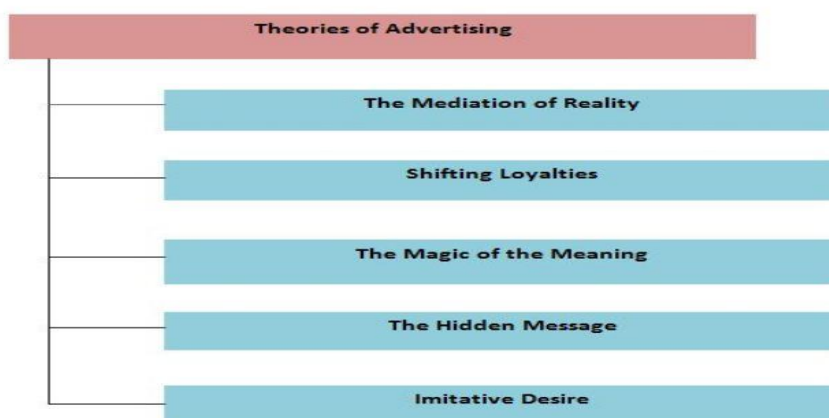 Theories of Advertising
The Mediation of Reality
Shifting Loyalties
The Magic of the Meaning
The Hidden Message
Imitative Desire